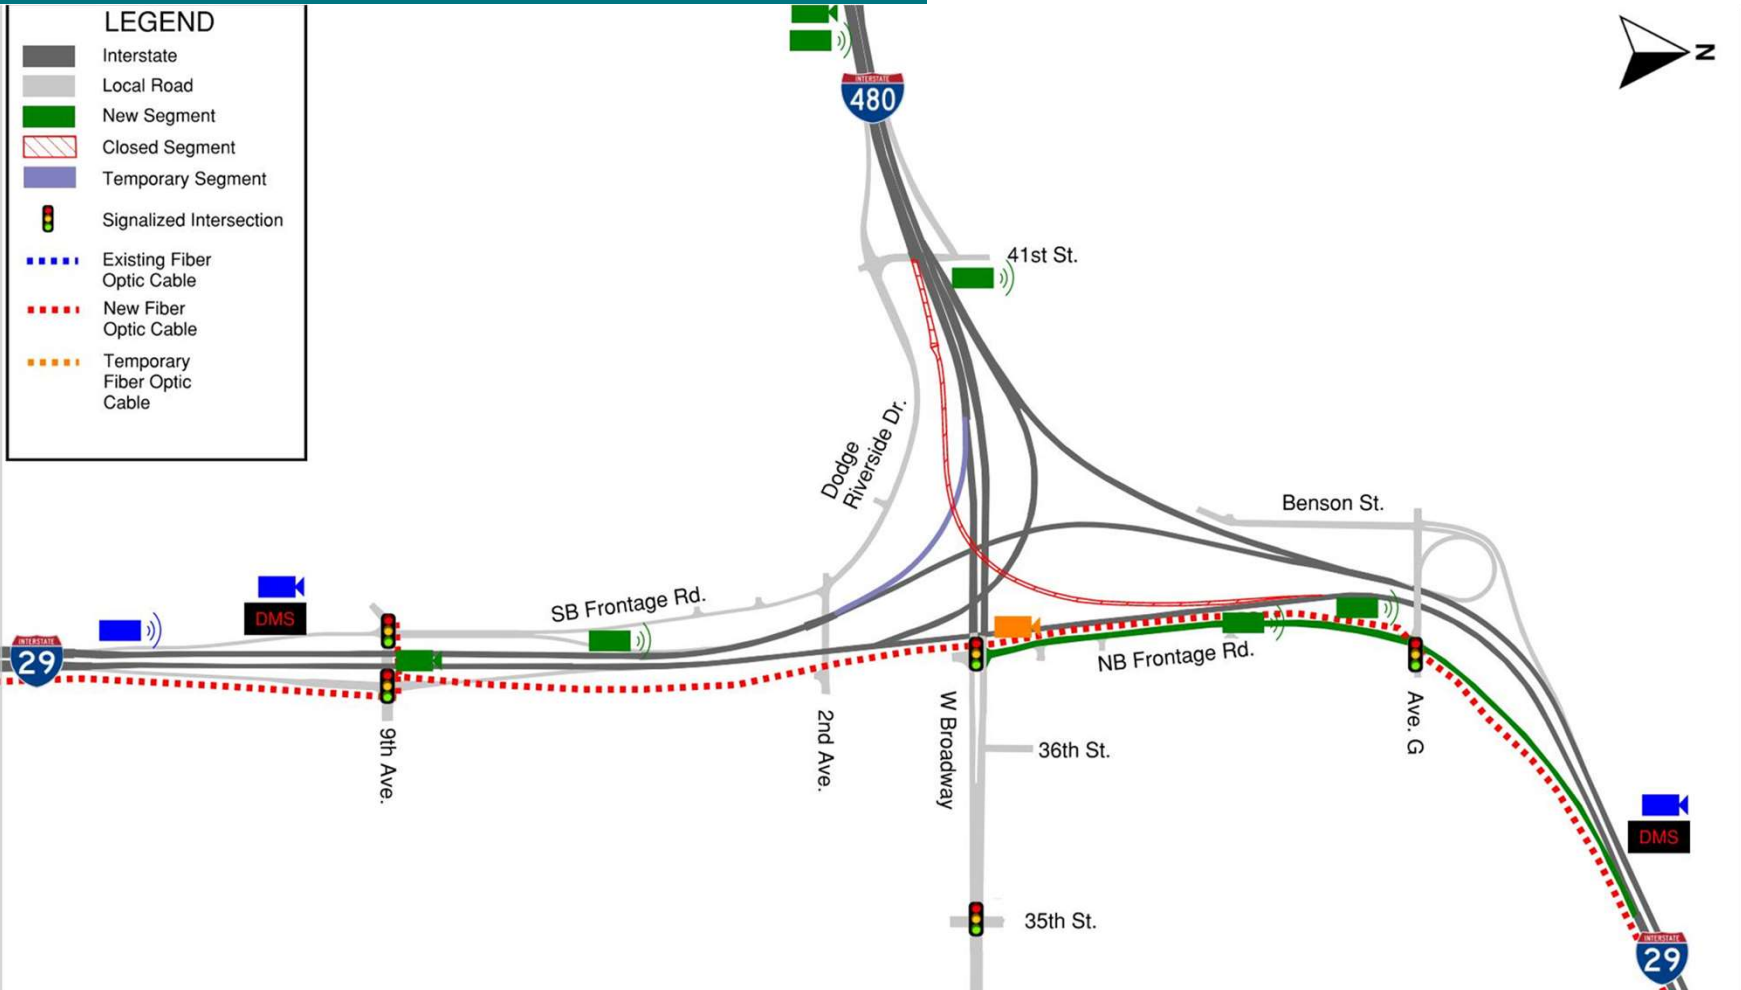 LEGEND
Interstate
Local Road
New Segment
Closed Segment
Temporary Segment
Signalized Intersection
Existing Fiber
Optic Cable
New Fiber
Optic Cable
Temporary
Fiber Optic
Cable
INTERSTATE
480
N
41st St.
Dodge
Riverside Dr.
Benson St.
DMS
SB Frontage Rd.
INTERSTATE
29
NB Frontage Rd.
9th Ave.
2nd Ave.
W Broadway
36th St.
Ave. G
DMS
35th St.
INTERSTATE
29